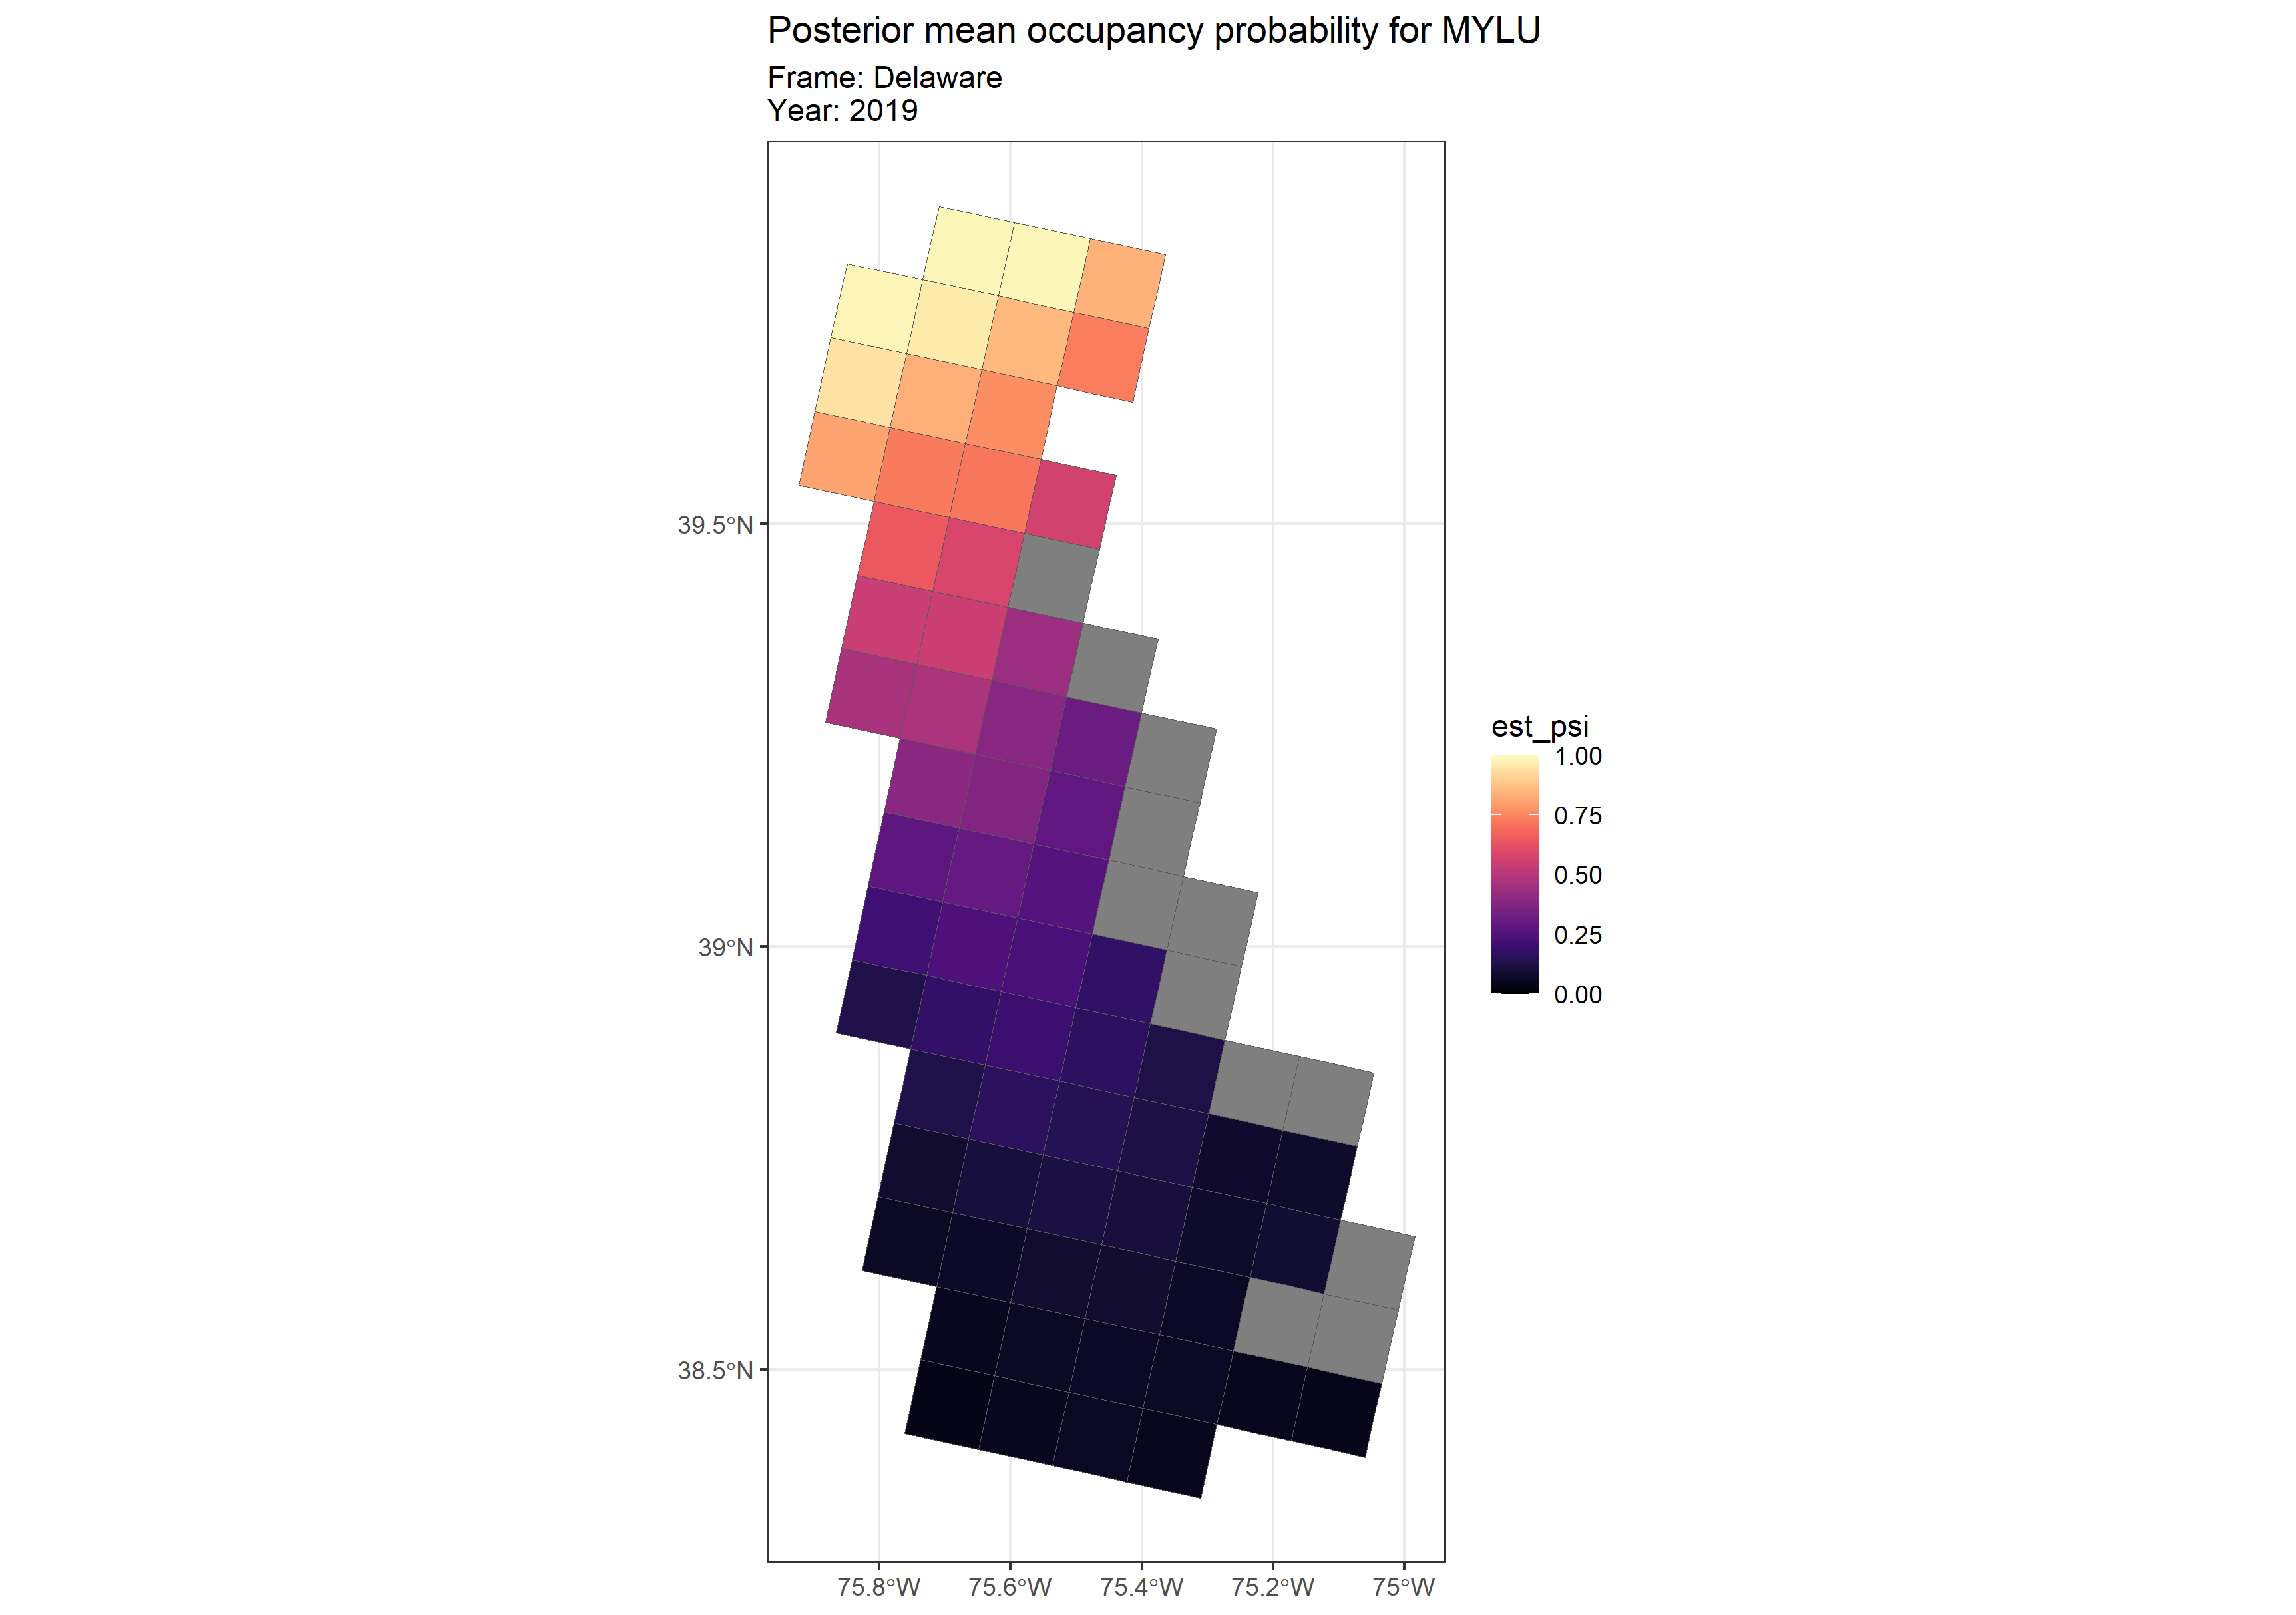 Posterior mean occupancy probability for MYLU
Frame: Delaware
Year: 2019
39.5°N
39°N
38.5°N
75.8°W
75.6°W
75.4°W
75.2°W
75°W
est_psi
1.00
0.75
0.50
0.25
0.00